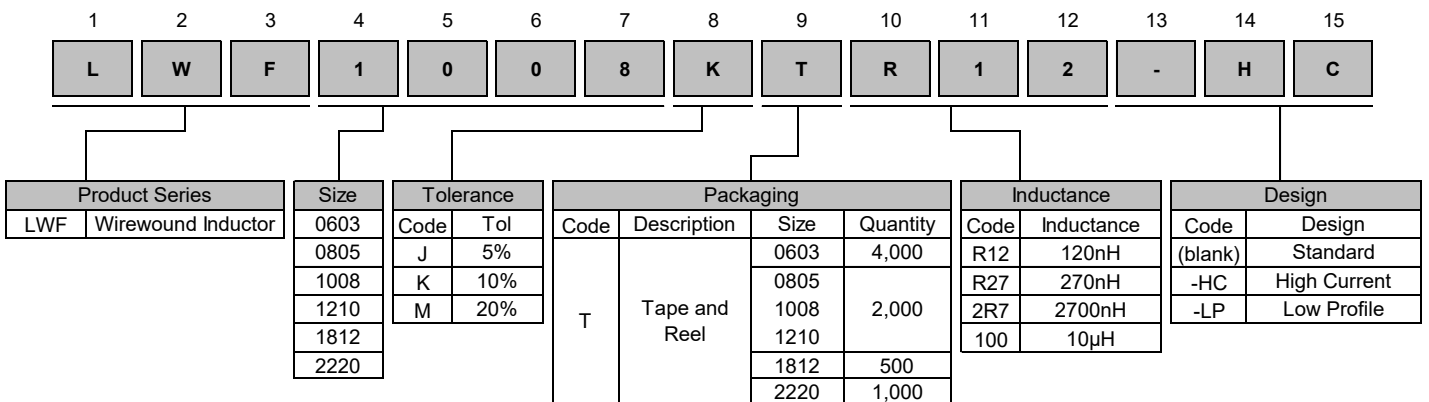 1 2 3 4 5 6 7 8 9 10 11 12 13 14 15
L W F 1 0 0 8 K T R 1 2 - H C
Product Series
LWF Wirewound Inductor
Size
0603
0805
1008
1210
1812
2220
Tolerance
Code Tol
J 5%
K 10%
M 20%
Packaging
Code Description Size Quantity
T
Tape and
Reel
0603 4,000
0805
1008 2,000
1210
1812 500
2220 1,000
Inductance
Code Inductance
R12 120nH
R27 270nH
2R7 2700nH
100 10µH
Design
Code Design
(blank) Standard
-HC High Current
-LP Low Profile